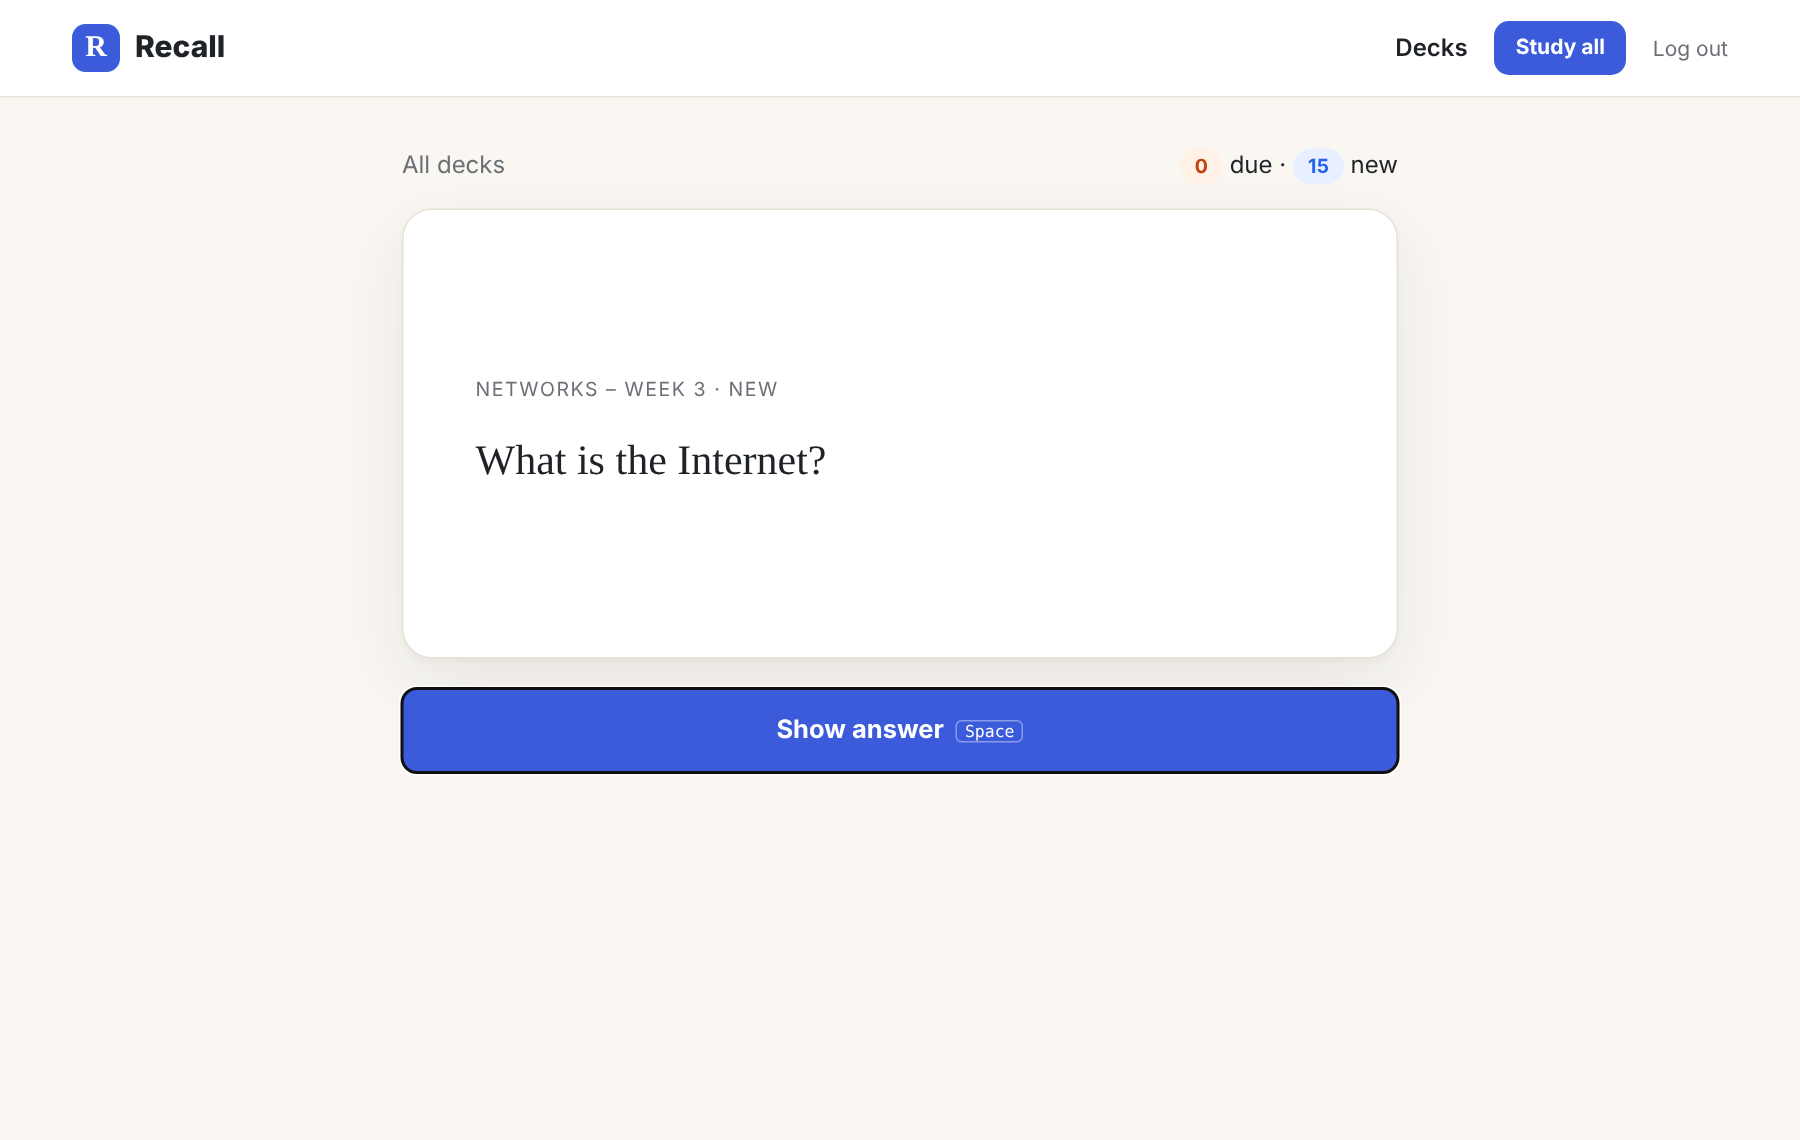 R Recall
Decks Study all Log out
All decks
0 due · 15 new
NETWORKS – WEEK 3 · NEW
What is the Internet?
Show answer Space